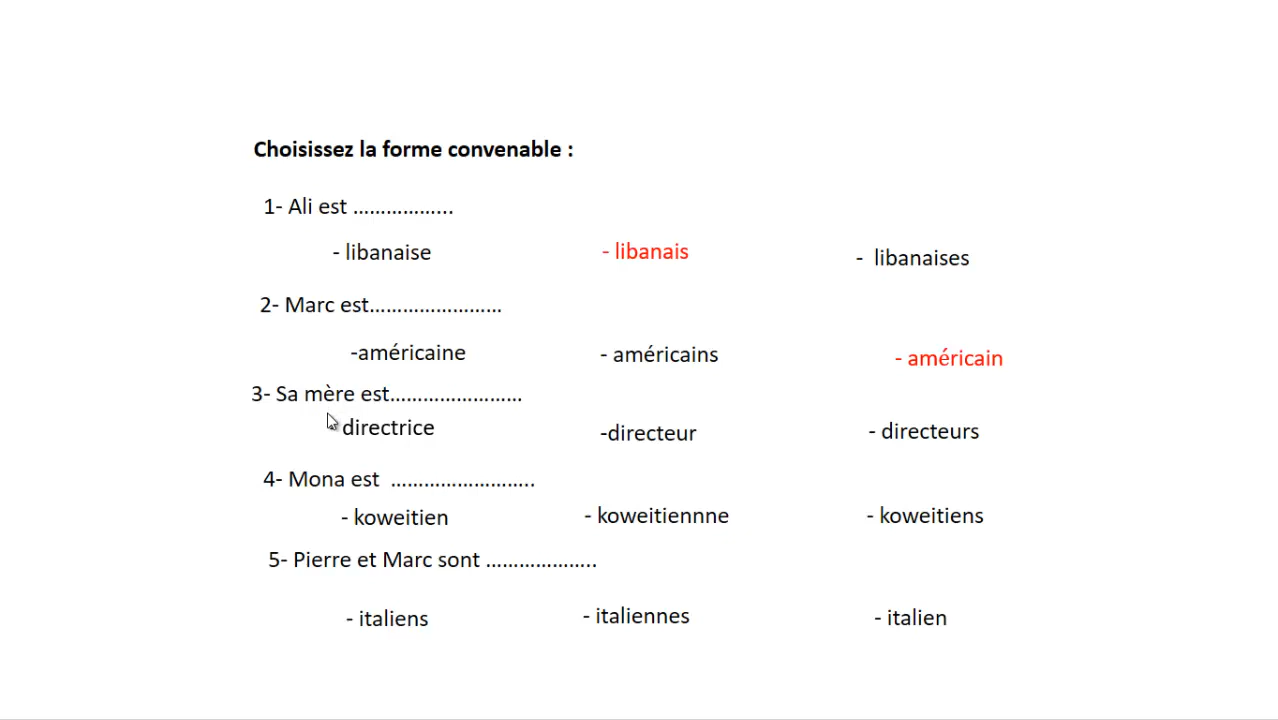 Choisissez la forme convenable :
1- Ali est ………………..
- libanaise - libanais - libanaises
2- Marc est……………………
-américaine - américains - américain
3- Sa mère est……………………
directrice -directeur - directeurs
4- Mona est ……………………..
- koweitien - koweitiennne - koweitiens
5- Pierre et Marc sont ………………..
- italiens - italiennes - italien